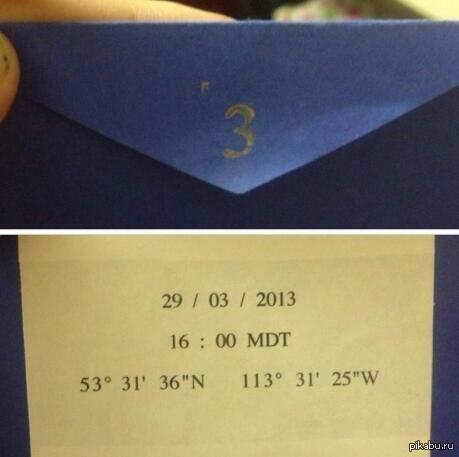 3
29 / 03 / 2013
16 : 00 MDT
53° 31' 36"N 113° 31' 25"W
pikabu.ru